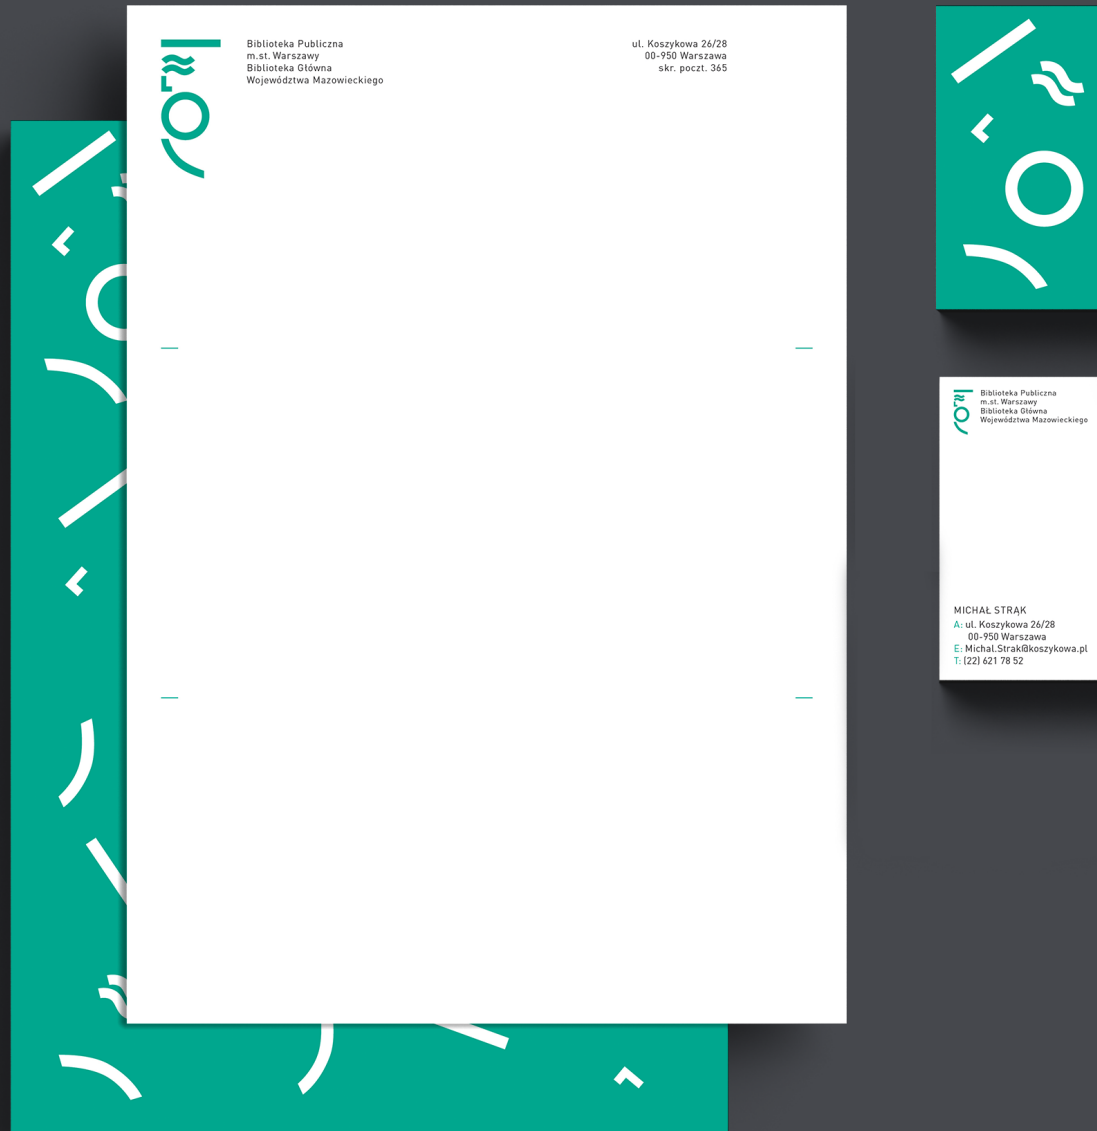 Biblioteka Publiczna
m.st. Warszawy
Biblioteka Główna
Województwa Mazowieckiego
ul. Koszykowa 26/28
00-950 Warszawa
skr. poczt. 365
Biblioteka Publiczna
m.st. Warszawy
Biblioteka Główna
Województwa Mazowieckiego
MICHAŁ STRĄK
A: ul. Koszykowa 26/28
00-950 Warszawa
E: Michal.Strak@koszykowa.pl
T: (22) 621 78 52